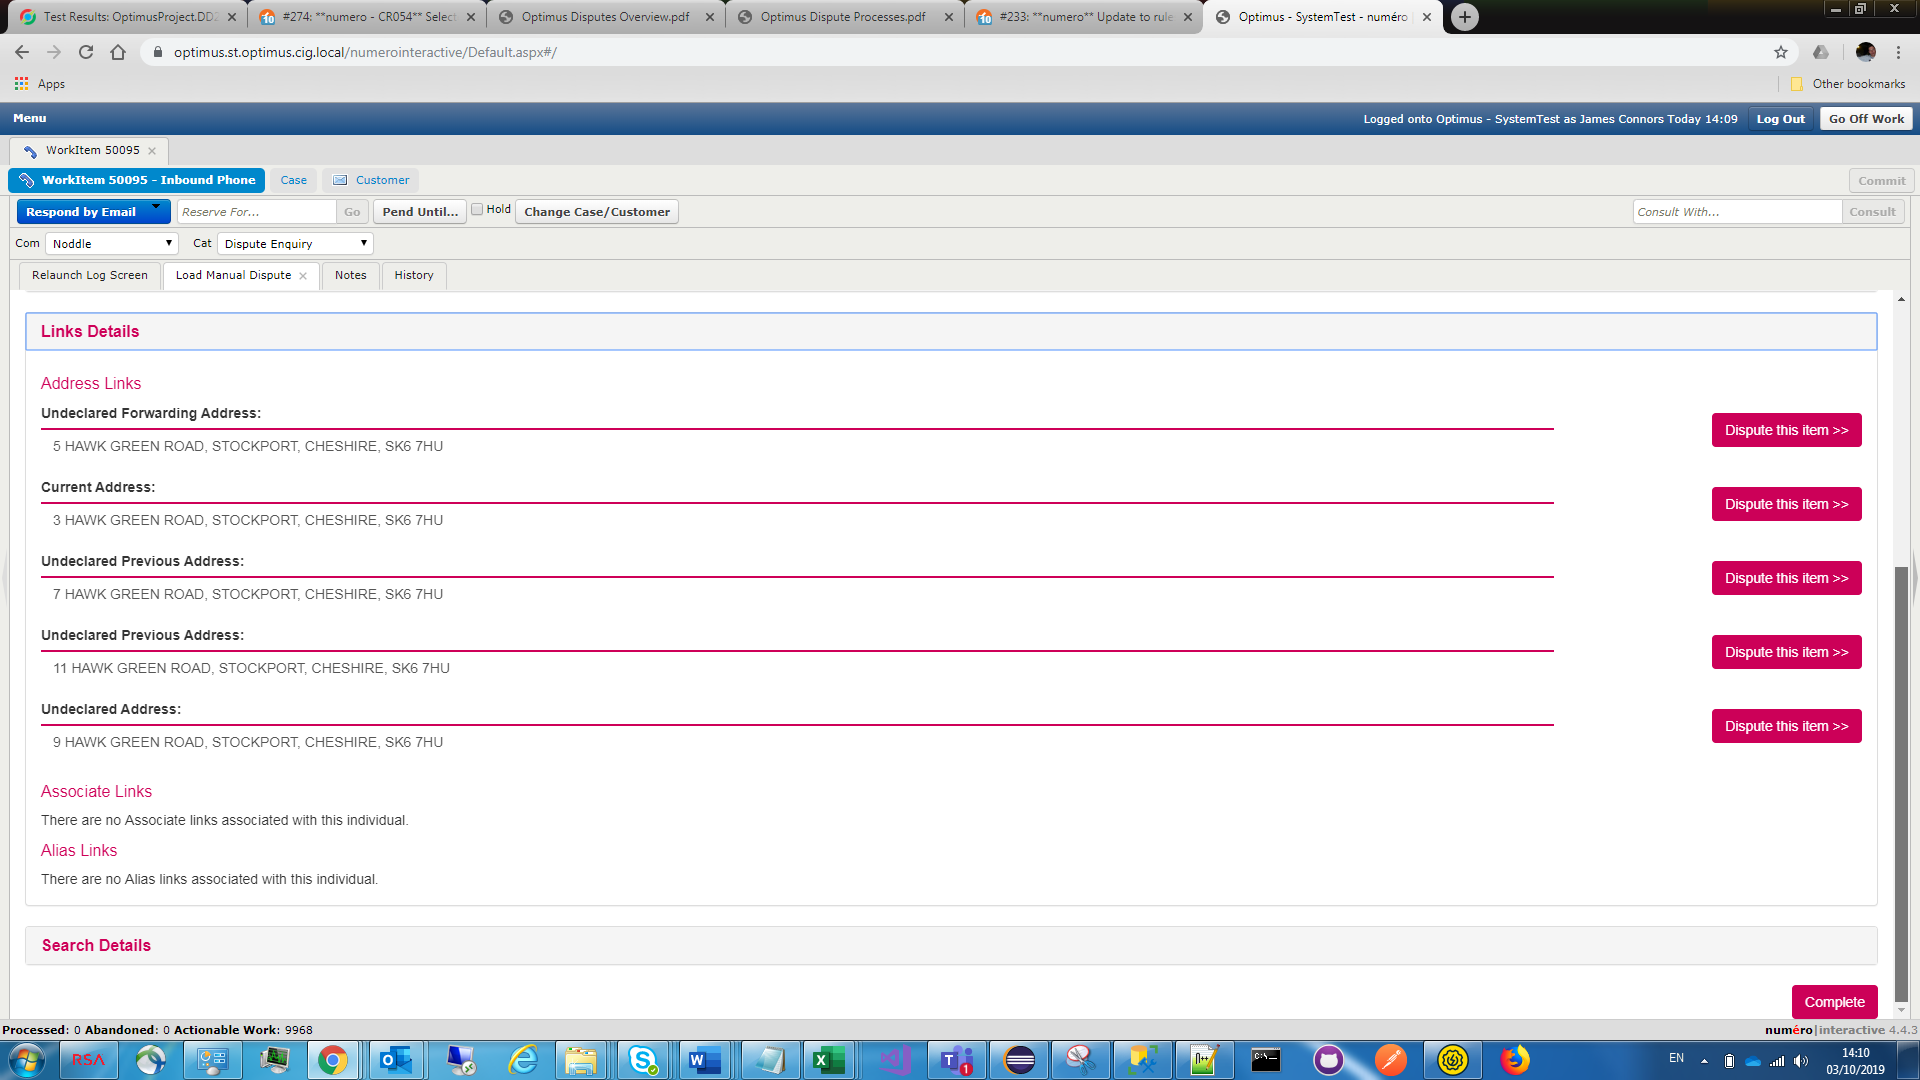 Test Results: OptimusProject.DD2
#274: **numero - CR054** Select
Optimus Disputes Overview.pdf
Optimus Dispute Processes.pdf
#233: **numero** Update to rule
Optimus - SystemTest - numéro
optimus.st.optimus.cig.local/numerointeractive/Default.aspx#/
Apps
Other bookmarks
Menu
Logged onto Optimus - SystemTest as James Connors Today 14:09
Log Out
Go Off Work
WorkItem 50095
WorkItem 50095 - Inbound Phone
Case
Customer
Commit
Respond by Email
Reserve For...
Go
Pend Until...
Hold
Change Case/Customer
Consult With...
Consult
Com
Noddle
Cat
Dispute Enquiry
Relaunch Log Screen
Load Manual Dispute
Notes
History
Links Details
Address Links
Undeclared Forwarding Address:
Dispute this item >>
5 HAWK GREEN ROAD, STOCKPORT, CHESHIRE, SK6 7HU
Current Address:
Dispute this item >>
3 HAWK GREEN ROAD, STOCKPORT, CHESHIRE, SK6 7HU
Undeclared Previous Address:
Dispute this item >>
7 HAWK GREEN ROAD, STOCKPORT, CHESHIRE, SK6 7HU
Undeclared Previous Address:
Dispute this item >>
11 HAWK GREEN ROAD, STOCKPORT, CHESHIRE, SK6 7HU
Undeclared Address:
Dispute this item >>
9 HAWK GREEN ROAD, STOCKPORT, CHESHIRE, SK6 7HU
Associate Links
There are no Associate links associated with this individual.
Alias Links
There are no Alias links associated with this individual.
Search Details
Complete
Processed: 0 Abandoned: 0 Actionable Work: 9968
numéro|interactive 4.4.3
RSA
EN
14:10
03/10/2019